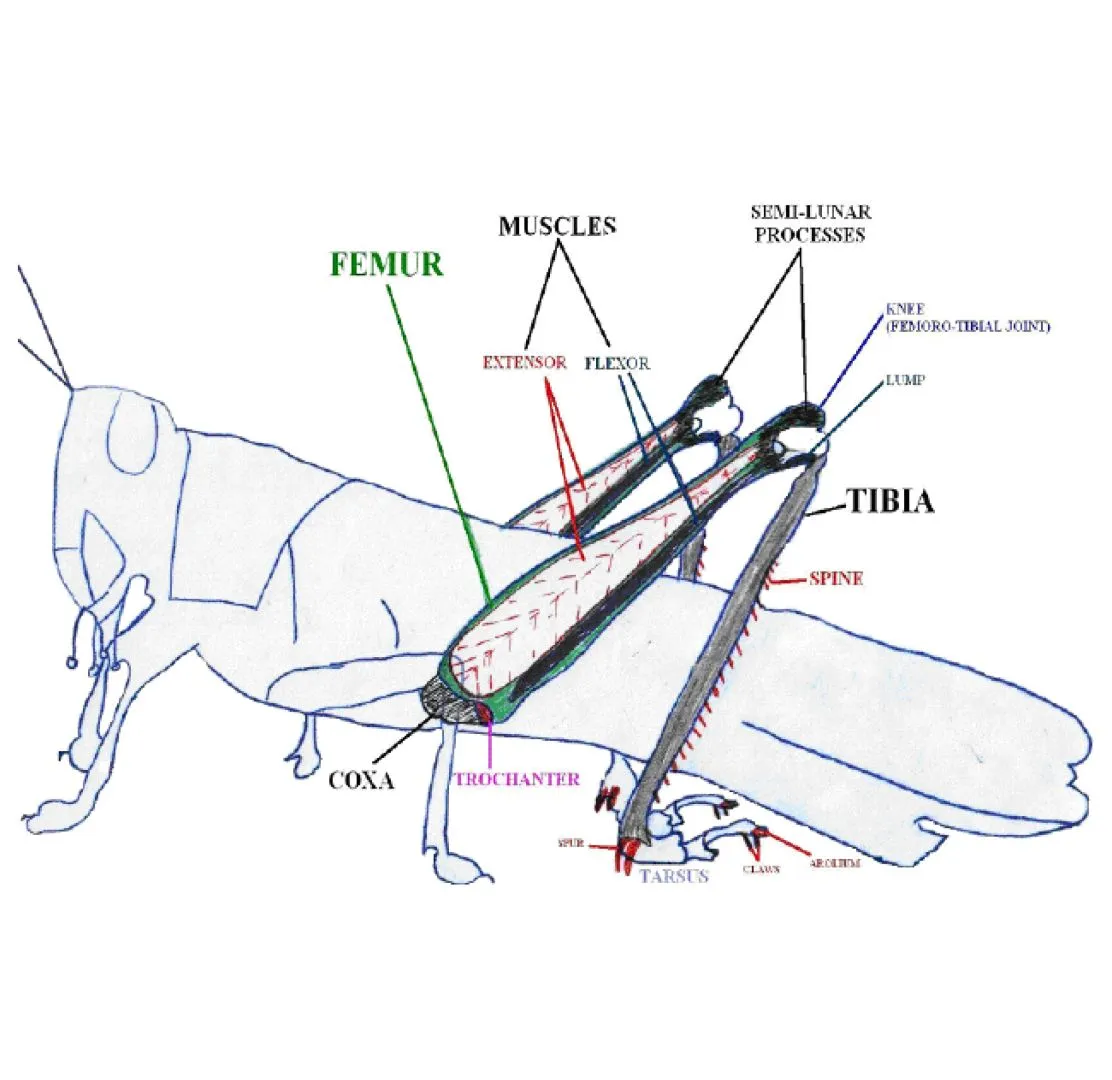 SEMI-LUNAR
PROCESSES
MUSCLES
FEMUR
KNEE
(FEMORO-TIBIAL JOINT)
EXTENSOR
FLEXOR
LUMP
TIBIA
SPINE
COXA
TROCHANTER
SPUR
TARSUS
CLAWS
AROLIUM